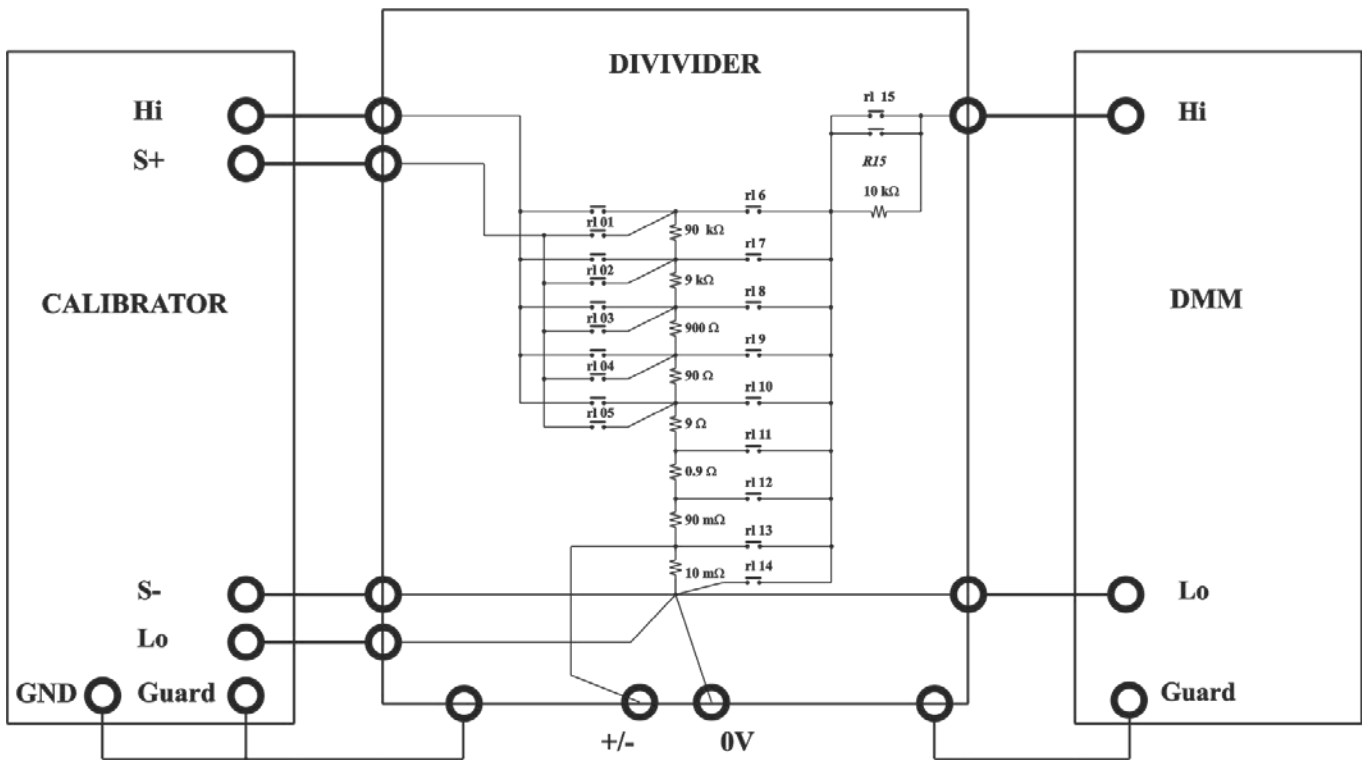 DIVIVIDER
Hi
S+
CALIBRATOR
S-
Lo
GND
Guard
rl 01
rl 02
rl 03
rl 04
rl 05
90 kΩ
9 kΩ
900 Ω
90 Ω
9 Ω
0.9 Ω
90 mΩ
10 mΩ
rl 6
rl 7
rl 8
rl 9
rl 10
rl 11
rl 12
rl 13
rl 14
rl 15
R15
10 kΩ
+/-
0V
Hi
DMM
Lo
Guard